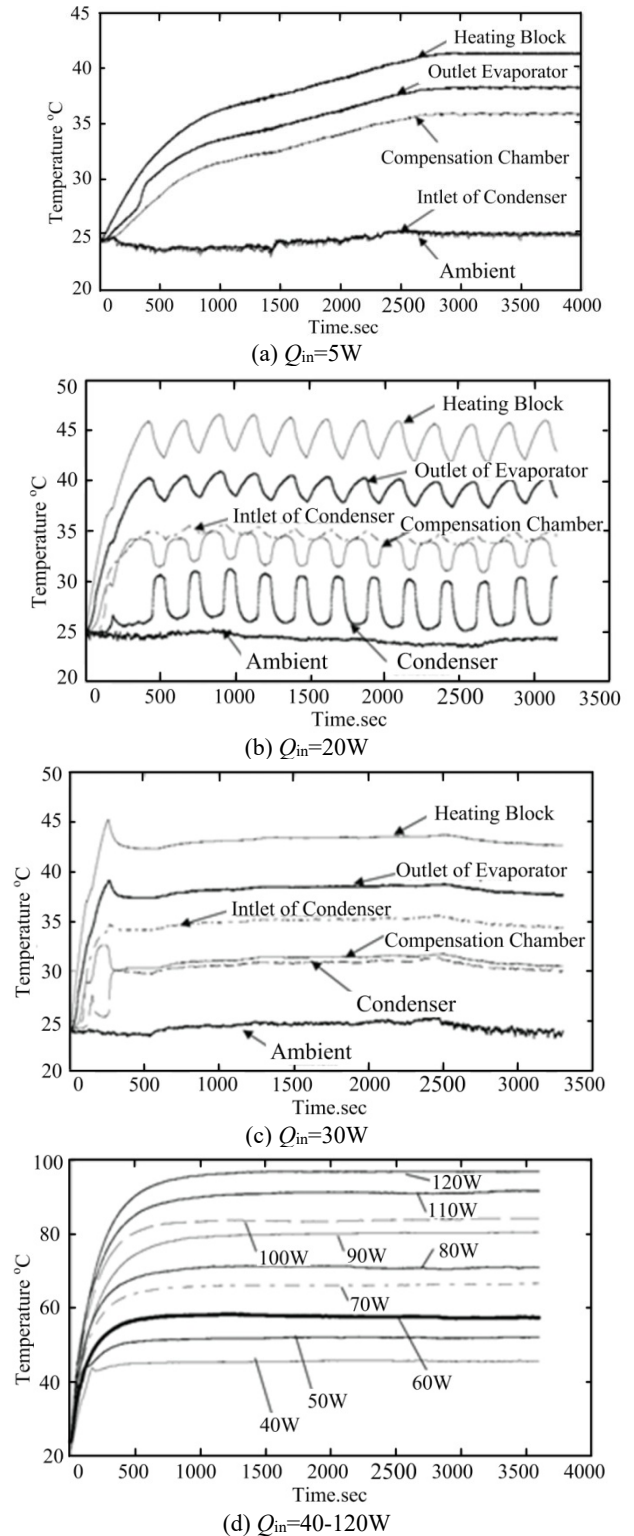 45
Heating Block
40
Outlet Evaporator
35
Compensation Chamber
30
Intlet of Condenser
25
Ambient
20
Temperature °C
0 500 1000 1500 2000 2500 3000 3500 4000
Time.sec
(a) Qin=5W
50
Heating Block
45
Outlet of Evaporator
40
Intlet of Condenser
Compensation Chamber
35
30
25
Ambient
Condenser
20
Temperature °C
0 500 1000 1500 2000 2500 3000 3500
Time.sec
(b) Qin=20W
50
Heating Block
45
Outlet of Evaporator
40
Intlet of Condenser
35
Compensation Chamber
30
Condenser
25
Ambient
20
Temperature °C
0 500 1000 1500 2000 2500 3000 3500
Time.sec
(c) Qin=30W
100
120W
110W
80
100W
90W
80W
70W
60
60W
50W
40
40W
20
Temperature °C
0 500 1000 1500 2000 2500 3000 3500 4000
Time.sec
(d) Qin=40-120W